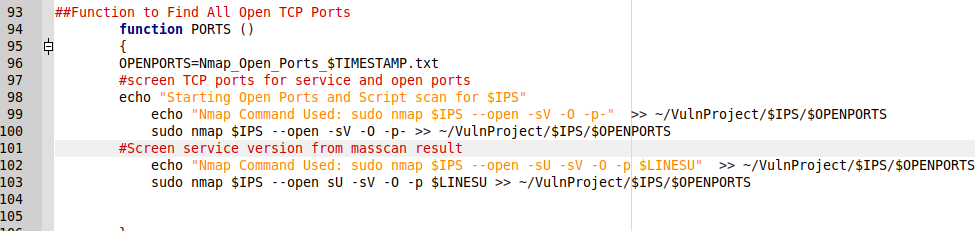 93 ##Function to Find All Open TCP Ports
94 function PORTS ()
95 {
96 OPENPORTS=Nmap_Open_Ports_$TIMESTAMP.txt
97 #screen TCP ports for service and open ports
98 echo "Starting Open Ports and Script scan for $IPS"
99 echo "Nmap Command Used: sudo nmap $IPS --open -sV -O -p-" >> ~/VulnProject/$IPS/$OPENPORTS
100 sudo nmap $IPS --open -sV -O -p- >> ~/VulnProject/$IPS/$OPENPORTS
101 #Screen service version from masscan result
102 echo "Nmap Command Used: sudo nmap $IPS --open -sU -sV -O -p $LINESU" >> ~/VulnProject/$IPS/$OPENPORTS
103 sudo nmap $IPS --open sU -sV -O -p $LINESU >> ~/VulnProject/$IPS/$OPENPORTS
104
105